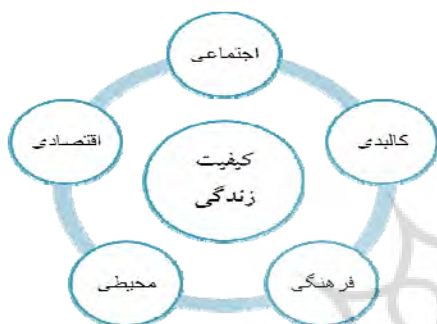 اجتماعی
کالبدی
اقتصادی
کیفیت
زندگی
فرهنگی
محیطی